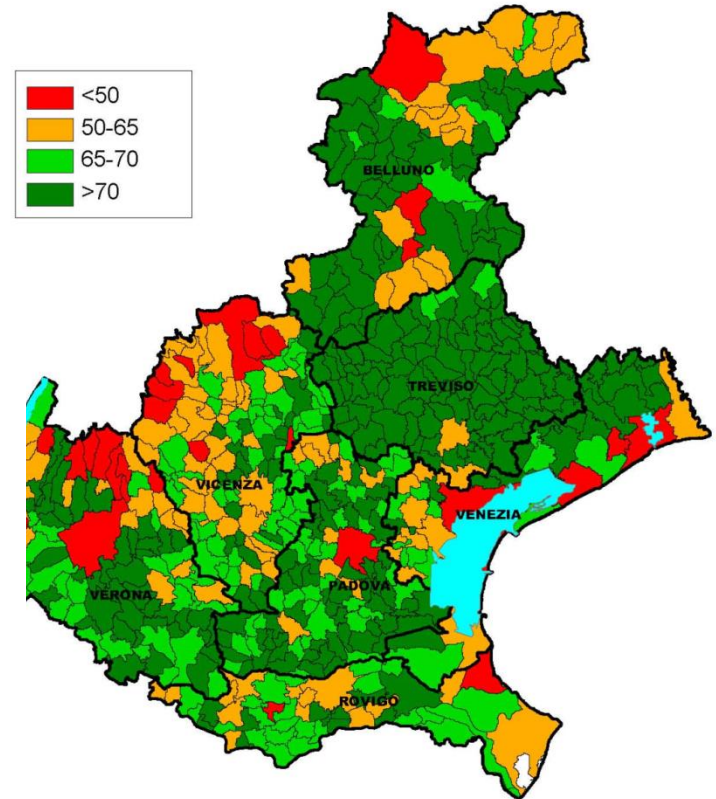 <50
50-65
65-70
>70
BELLUNO
TREVISO
VICENZA
VENEZIA
VERONA
PADOVA
ROVIGO